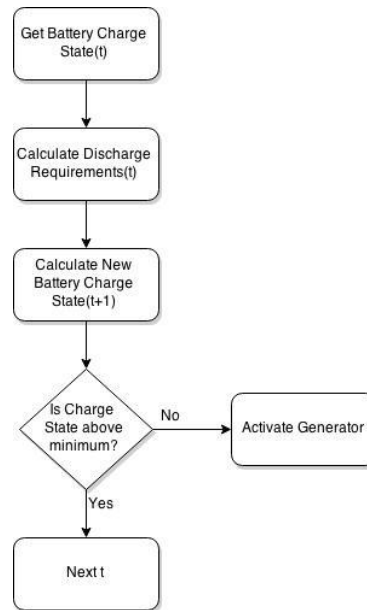 Get Battery Charge
State(t)
Calculate Discharge
Requirements(t)
Calculate New
Battery Charge
State(t+1)
Is Charge
State above
minimum?
No
Activate Generator
Yes
Next t